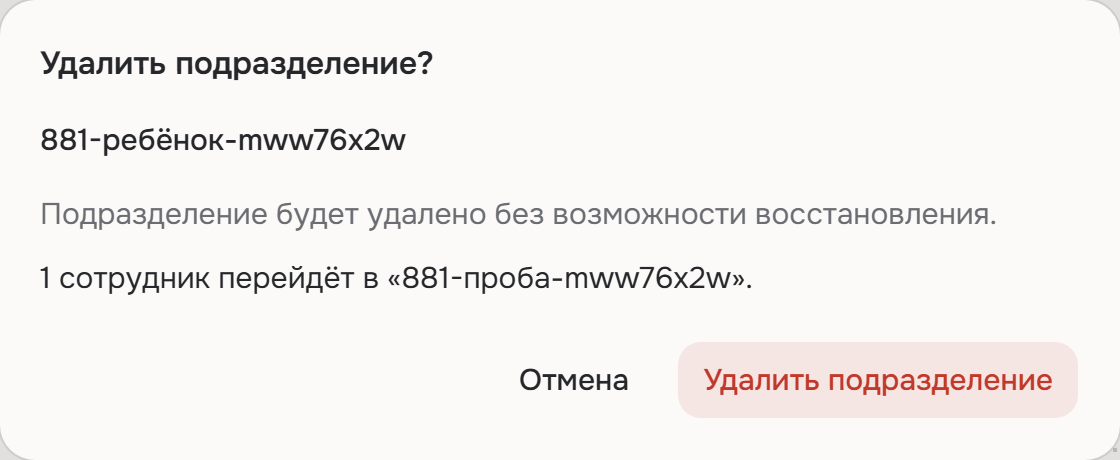 Удалить подразделение?
881-ребёнок-mww76x2w
Подразделение будет удалено без возможности восстановления.
1 сотрудник перейдёт в «881-проба-mww76x2w».
Отмена
Удалить подразделение